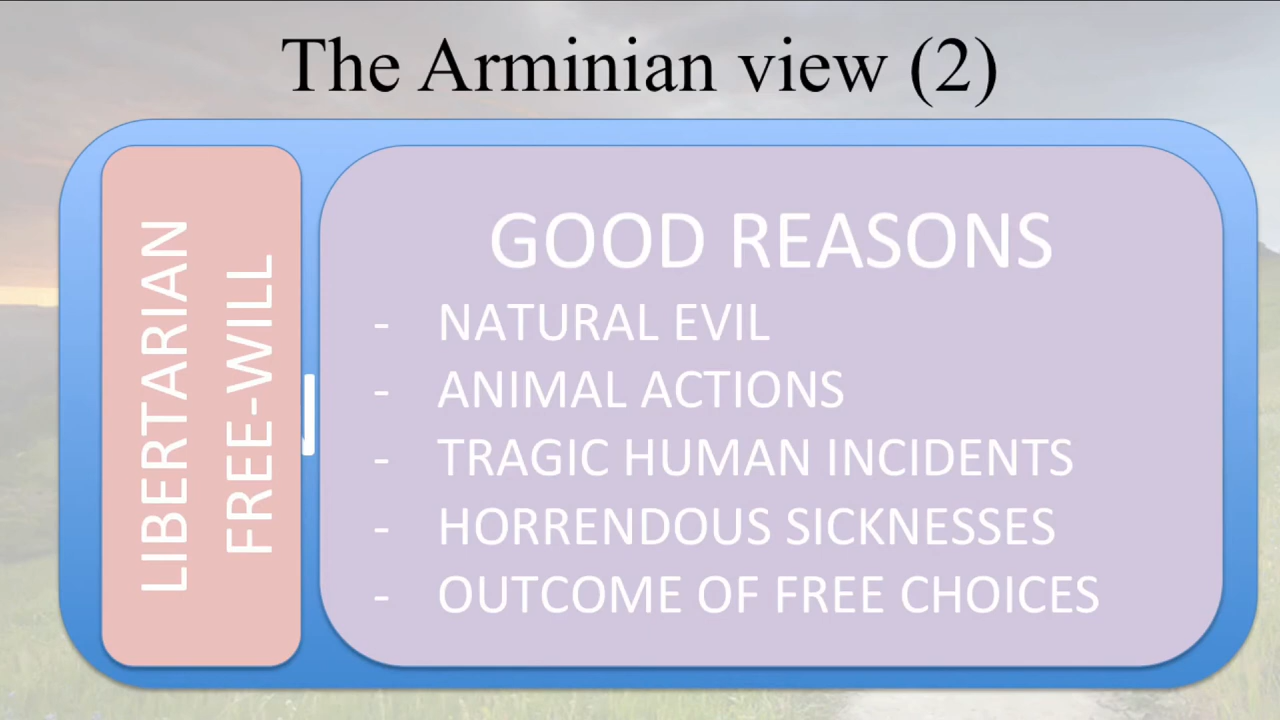 The Arminian view (2)
LIBERTARIAN
FREE-WILL
GOOD REASONS
- NATURAL EVIL
- ANIMAL ACTIONS
- TRAGIC HUMAN INCIDENTS
- HORRENDOUS SICKNESSES
- OUTCOME OF FREE CHOICES